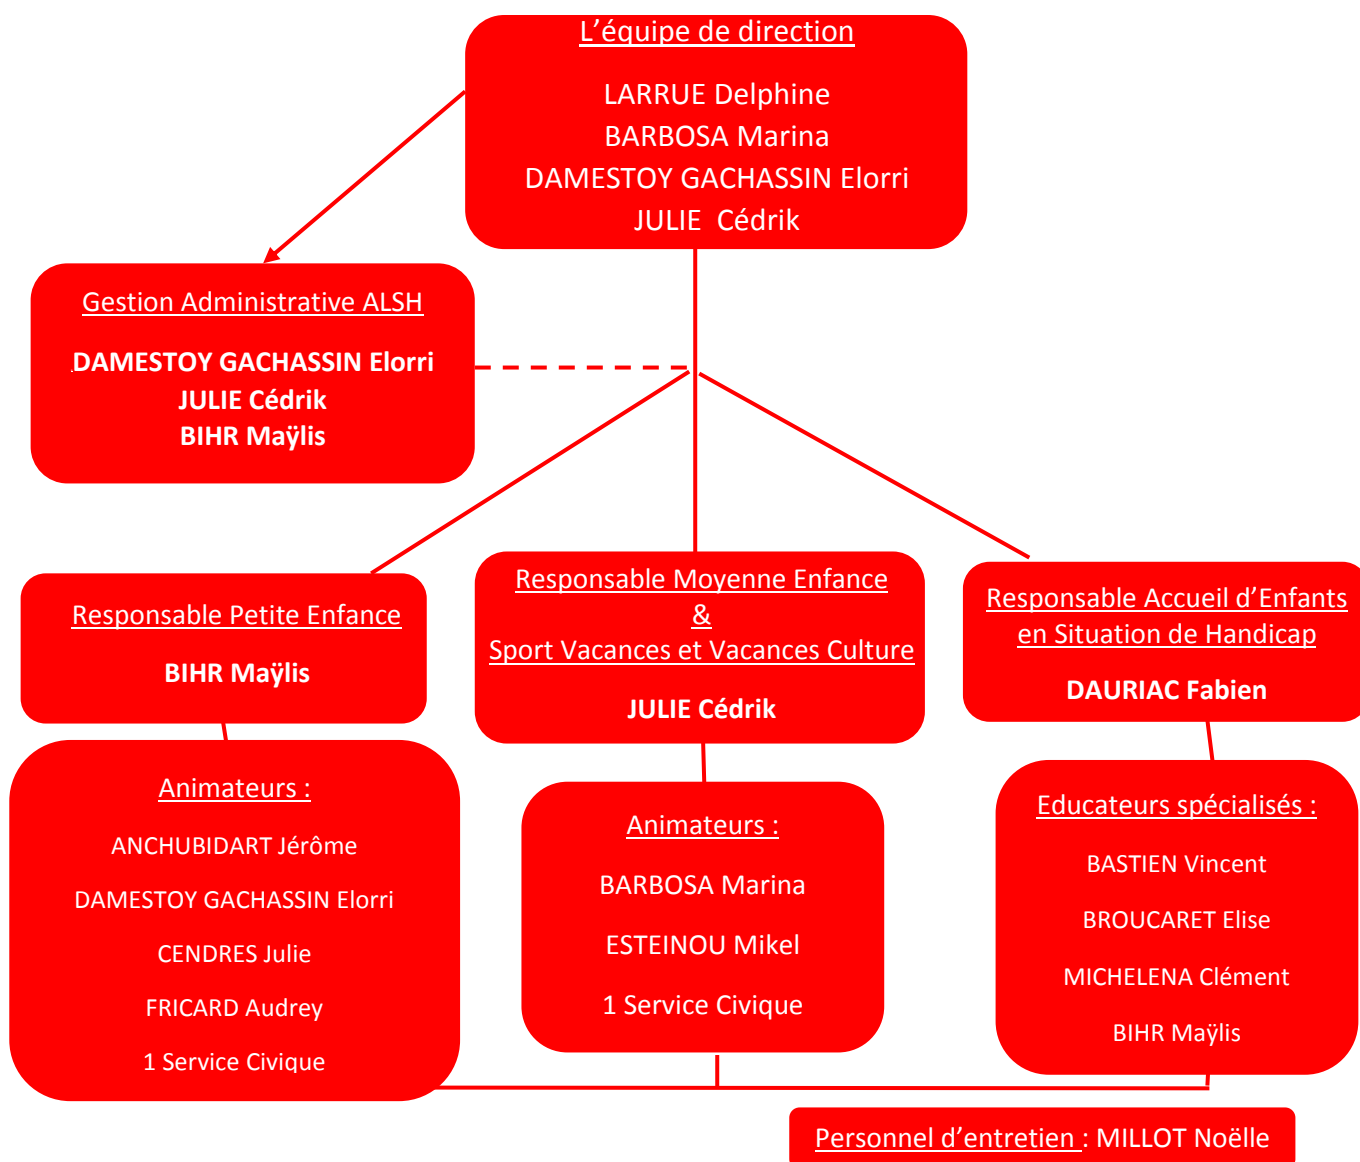 L’équipe de direction
LARRUE Delphine
BARBOSA Marina
DAMESTOY GACHASSIN Elorri
JULIE Cédrik
Gestion Administrative ALSH
DAMESTOY GACHASSIN Elorri
JULIE Cédrik
BIHR Maÿlis
Responsable Petite Enfance
BIHR Maÿlis
Responsable Moyenne Enfance
&
Sport Vacances et Vacances Culture
JULIE Cédrik
Responsable Accueil d’Enfants
en Situation de Handicap
DAURIAC Fabien
Animateurs :
ANCHUBIDART Jérôme
DAMESTOY GACHASSIN Elorri
CENDRES Julie
FRICARD Audrey
1 Service Civique
Animateurs :
BARBOSA Marina
ESTEINOU Mikel
1 Service Civique
Educateurs spécialisés :
BASTIEN Vincent
BROUCARET Elise
MICHELENA Clément
BIHR Maÿlis
Personnel d’entretien : MILLOT Noëlle